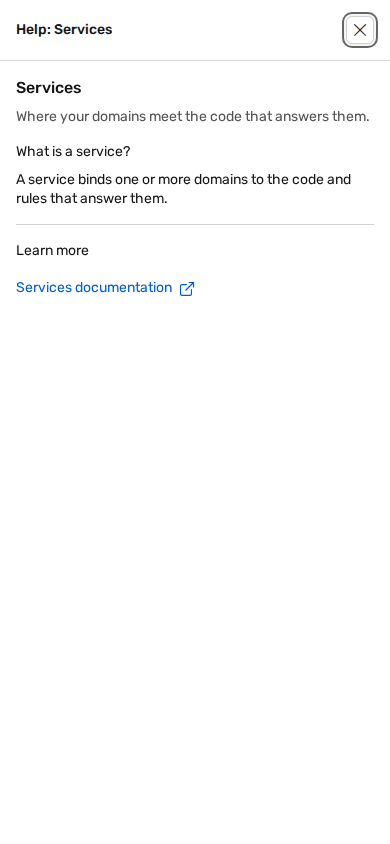 Help: Services
Services
Where your domains meet the code that answers them.
What is a service?
A service binds one or more domains to the code and
rules that answer them.
Learn more
Services documentation